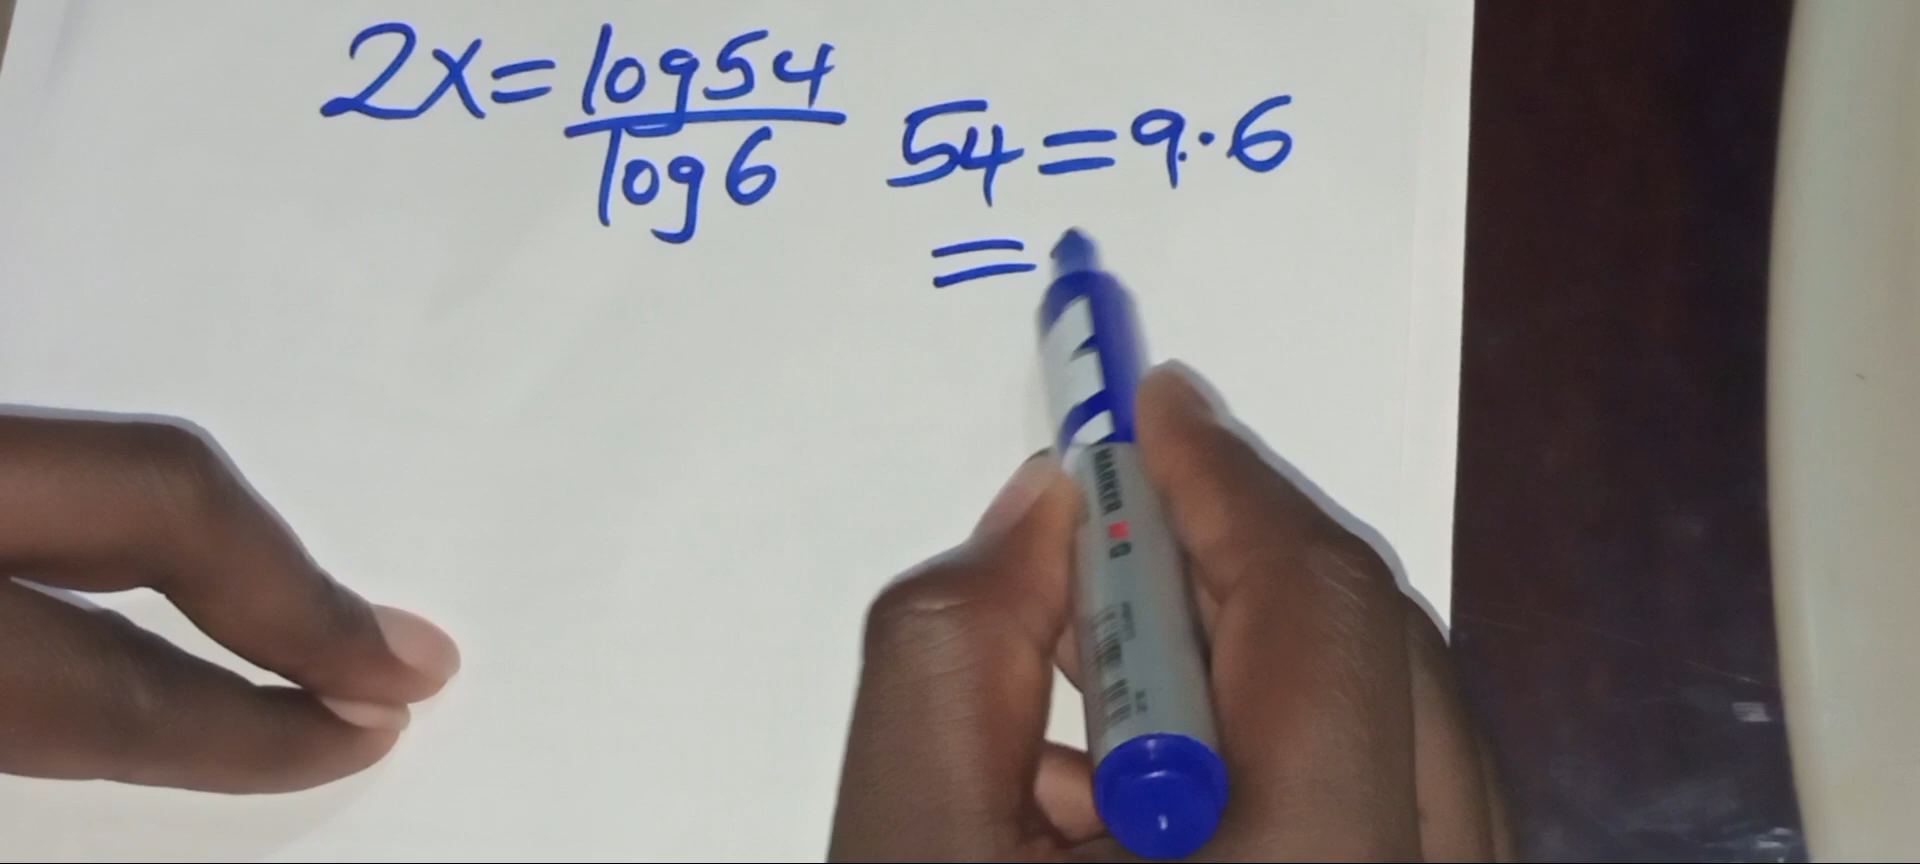 2x = log54 / log6
54 = 9·6
=
MARKER M G